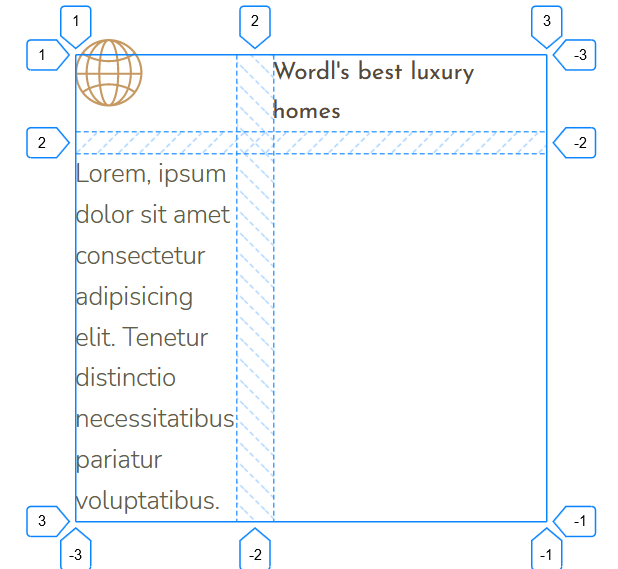 1
2
3
1
-3
Wordl's best luxury
homes
2
-2
Lorem, ipsum
dolor sit amet
consectetur
adipisicing
elit. Tenetur
distinctio
necessitatibus
pariatur
voluptatibus.
3
-1
-3
-2
-1